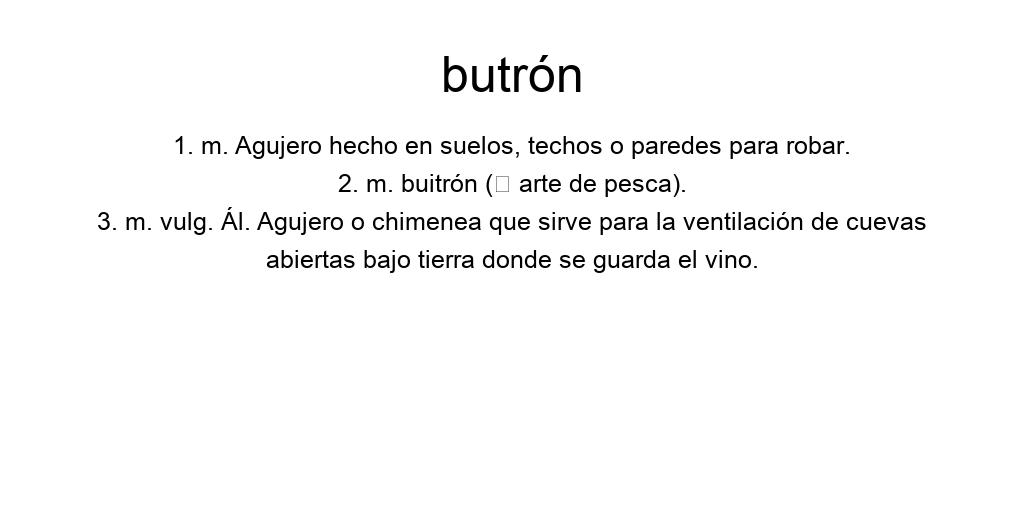 butrón
1. m. Agujero hecho en suelos, techos o paredes para robar.
2. m. buitrón (□ arte de pesca).
3. m. vulg. Ál. Agujero o chimenea que sirve para la ventilación de cuevas
abiertas bajo tierra donde se guarda el vino.